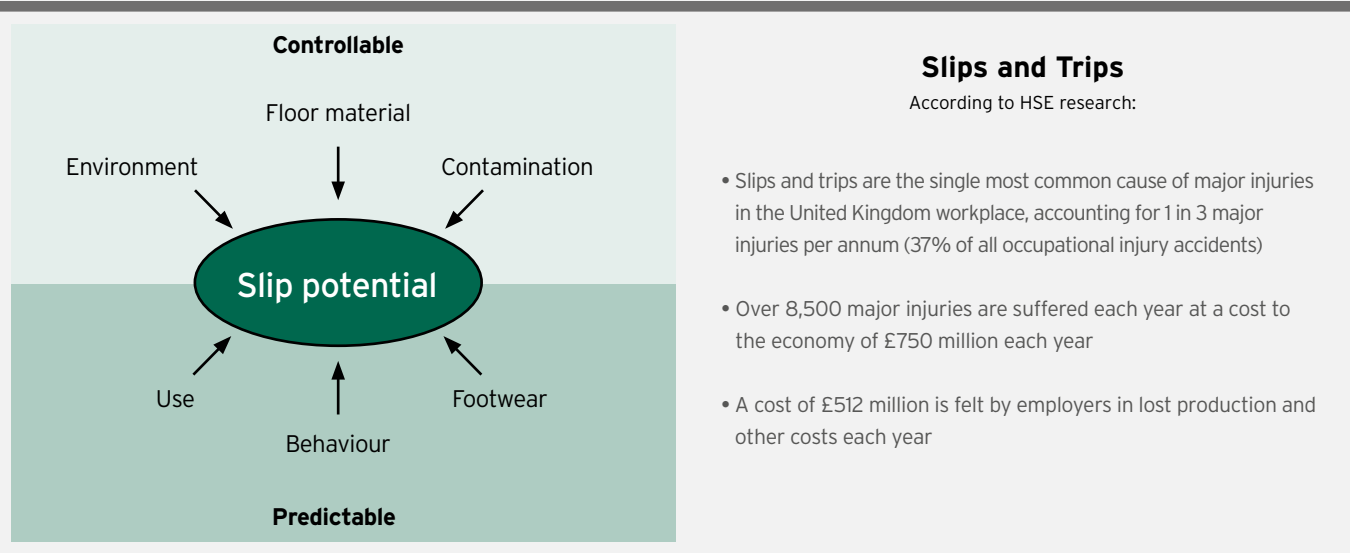 Controllable
Floor material
Environment
Contamination
Slip potential
Use
Footwear
Behaviour
Predictable
Slips and Trips
According to HSE research:
• Slips and trips are the single most common cause of major injuries
in the United Kingdom workplace, accounting for 1 in 3 major
injuries per annum (37% of all occupational injury accidents)
• Over 8,500 major injuries are suffered each year at a cost to
the economy of £750 million each year
• A cost of £512 million is felt by employers in lost production and
other costs each year